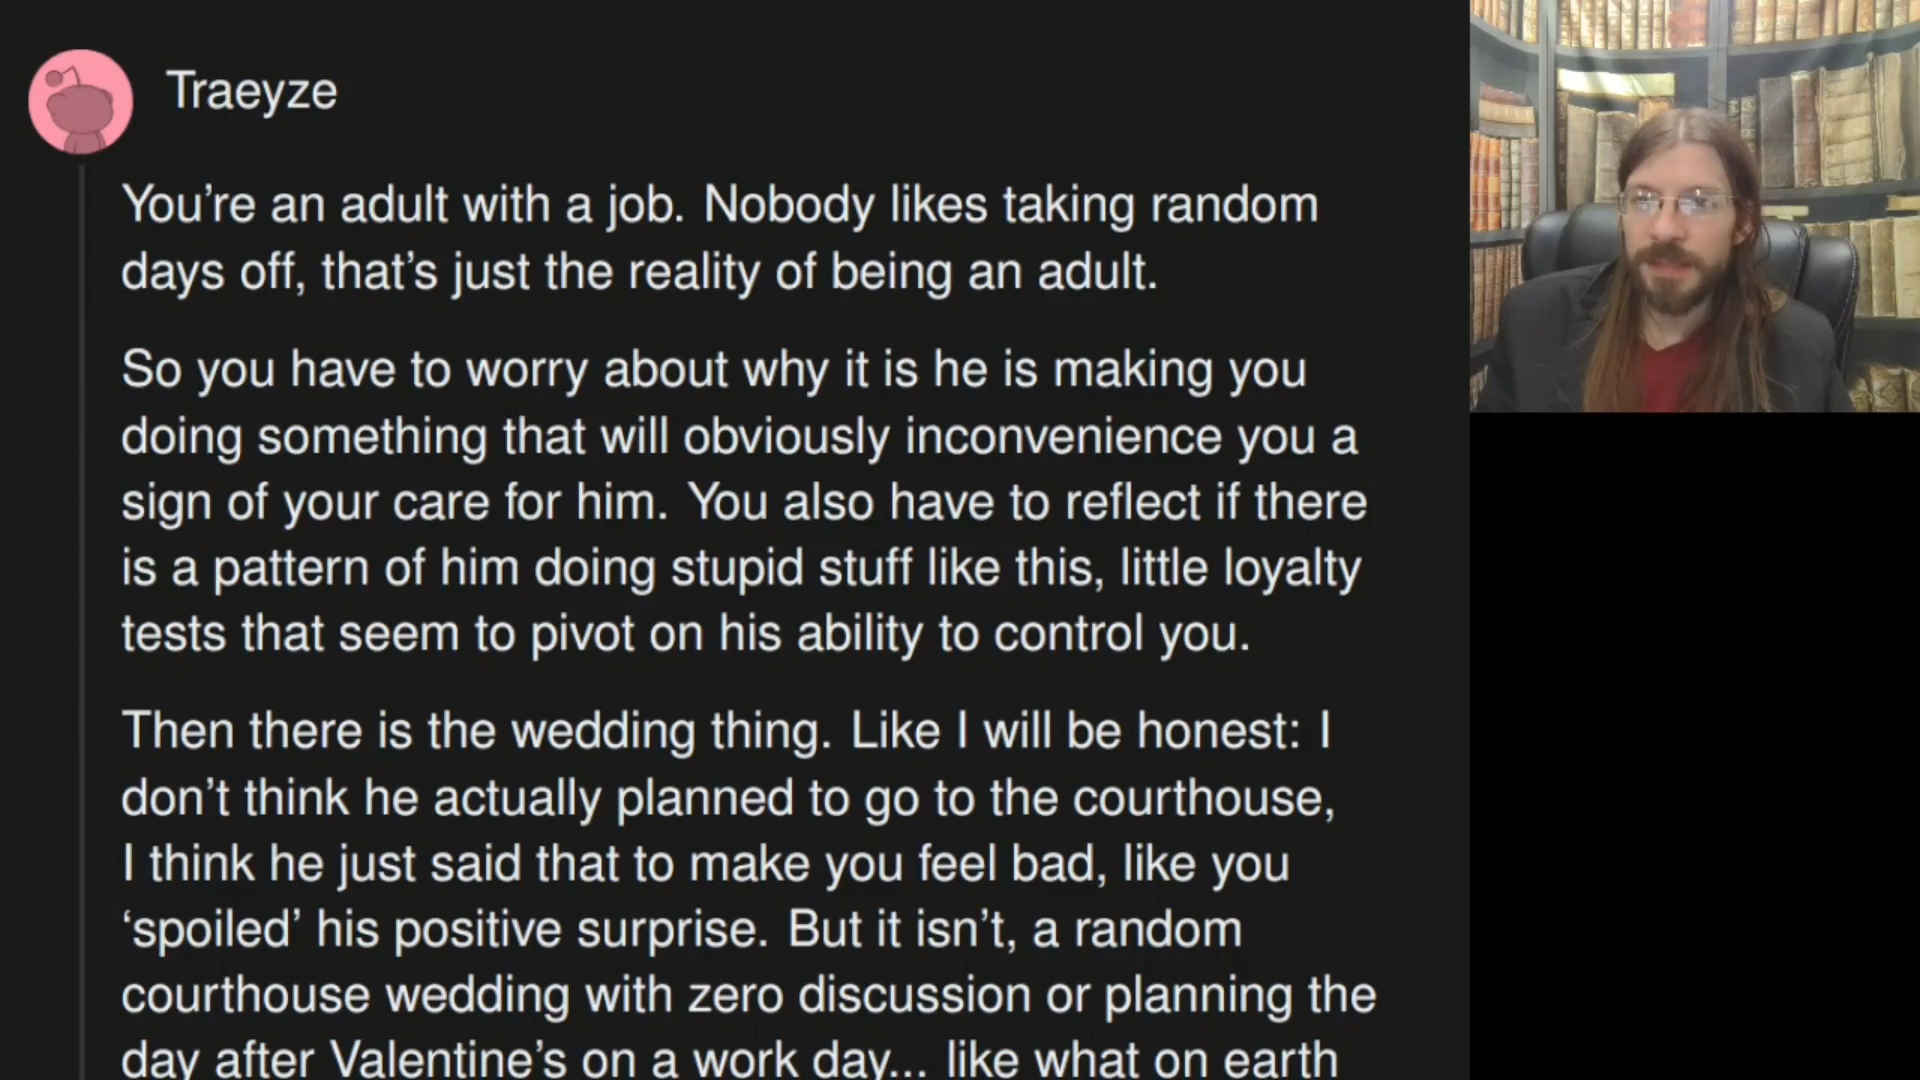 Traeyze
You're an adult with a job. Nobody likes taking random
days off, that's just the reality of being an adult.
So you have to worry about why it is he is making you
doing something that will obviously inconvenience you a
sign of your care for him. You also have to reflect if there
is a pattern of him doing stupid stuff like this, little loyalty
tests that seem to pivot on his ability to control you.
Then there is the wedding thing. Like I will be honest: I
don't think he actually planned to go to the courthouse,
I think he just said that to make you feel bad, like you
‘spoiled’ his positive surprise. But it isn't, a random
courthouse wedding with zero discussion or planning the
day after Valentine's on a work day... like what on earth